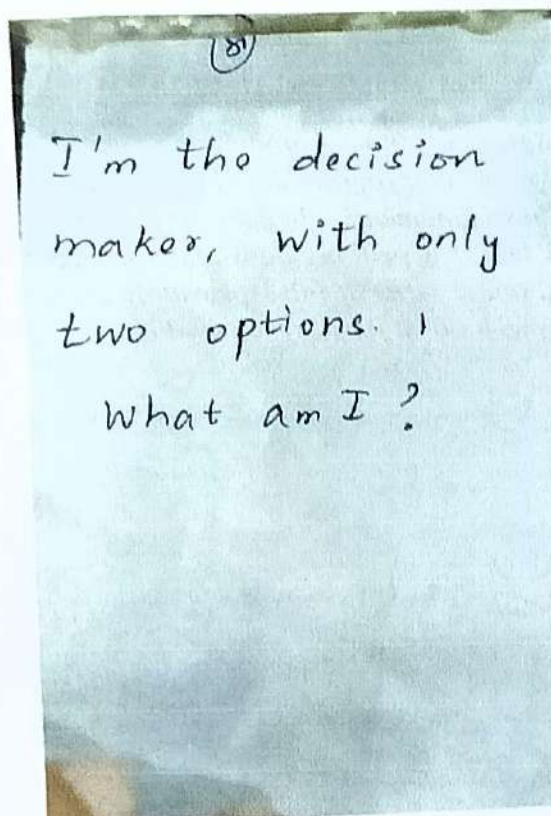 I'm the decision
maker, with only
two options.
What am I ?